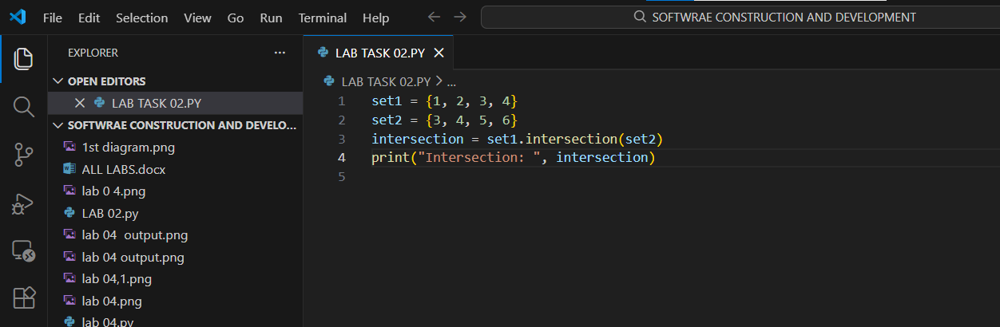 File Edit Selection View Go Run Terminal Help SOFTWRAE CONSTRUCTION AND DEVELOPMENT
EXPLORER ...
OPEN EDITORS
LAB TASK 02.PY
SOFTWRAE CONSTRUCTION AND DEVELO...
1st diagram.png
ALL LABS.docx
lab 0 4.png
LAB 02.py
lab 04  output.png
lab 04 output.png
lab 04,1.png
lab 04.png
lab 04.py
LAB TASK 02.PY
LAB TASK 02.PY > ...
1 set1 = {1, 2, 3, 4}
2 set2 = {3, 4, 5, 6}
3 intersection = set1.intersection(set2)
4 print("Intersection: ", intersection)
5